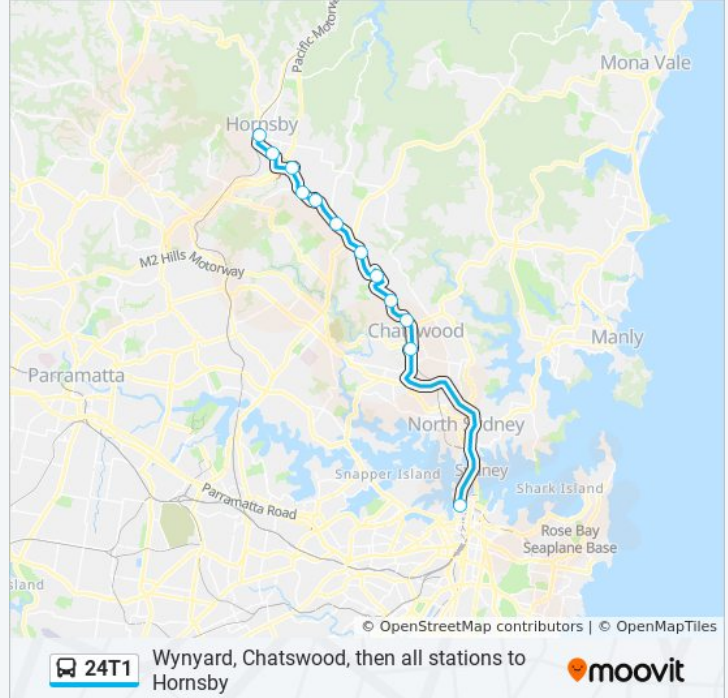 Pacific Motorway
Mona Vale
Hornsby
M2 Hills Motorway
Chatswood
Manly
Parramatta
North Sydney
Snapper Island
Sydney
Shark Island
Parramatta Road
Rose Bay
Seaplane Base
sland
© OpenStreetMap contributors | © OpenMapTiles
24T1
Wynyard, Chatswood, then all stations to
Hornsby
moovit